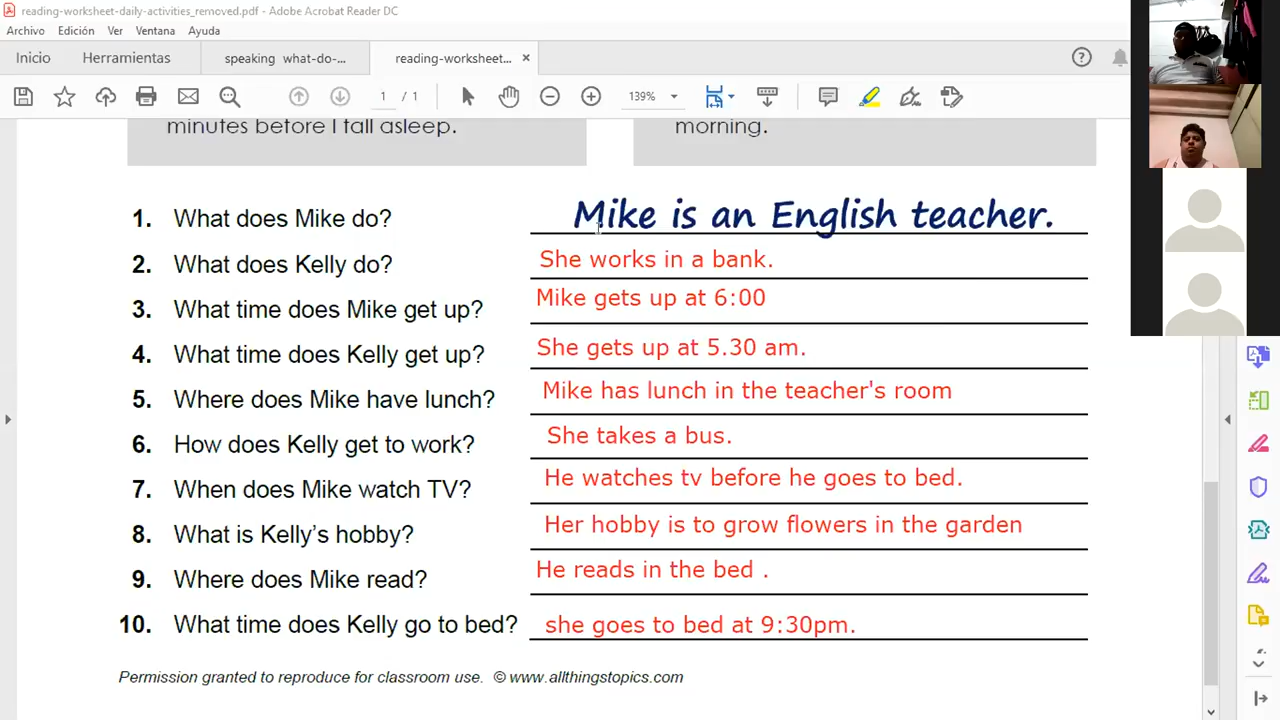 reading-worksheet-daily-activities_removed.pdf - Adobe Acrobat Reader DC
Archivo Edición Ver Ventana Ayuda
Inicio Herramientas speaking what-do-... reading-worksheet... ×
1 / 1 139%
minutes before I fall asleep. morning.
1. What does Mike do? Mike is an English teacher.
2. What does Kelly do? She works in a bank.
3. What time does Mike get up? Mike gets up at 6:00
4. What time does Kelly get up? She gets up at 5.30 am.
5. Where does Mike have lunch? Mike has lunch in the teacher's room
6. How does Kelly get to work? She takes a bus.
7. When does Mike watch TV? He watches tv before he goes to bed.
8. What is Kelly’s hobby? Her hobby is to grow flowers in the garden
9. Where does Mike read? He reads in the bed .
10. What time does Kelly go to bed? she goes to bed at 9:30pm.
Permission granted to reproduce for classroom use. © www.allthingstopics.com